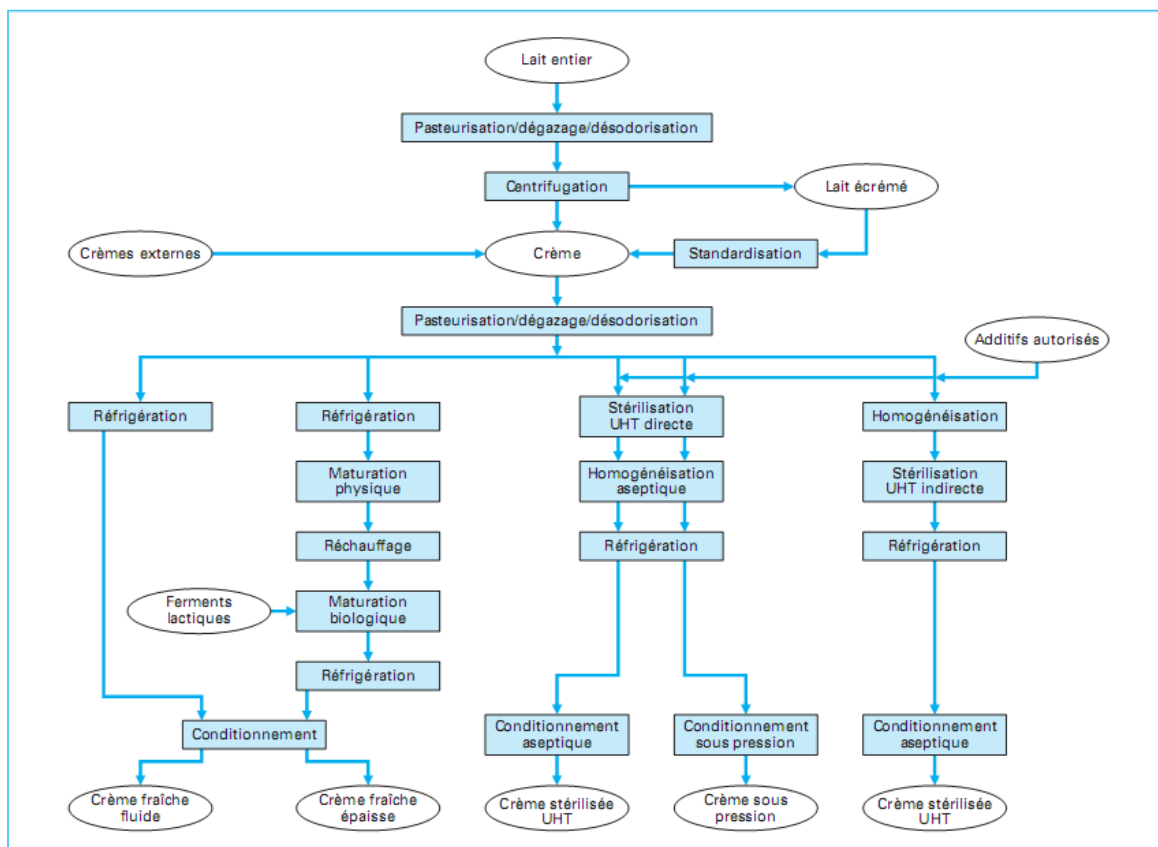 Lait entier
Pasteurisation/dégazage/désodorisation
Centrifugation
Lait écrémé
Crèmes externes
Crème
Standardisation
Pasteurisation/dégazage/désodorisation
Additifs autorisés
Réfrigération
Réfrigération
Stérilisation
UHT directe
Homogénéisation
Maturation
physique
Homogénéisation
aseptique
Stérilisation
UHT indirecte
Réchauffage
Réfrigération
Réfrigération
Ferments
lactiques
Maturation
biologique
Réfrigération
Conditionnement
Conditionnement
aseptique
Conditionnement
sous pression
Conditionnement
aseptique
Crème fraîche
fluide
Crème fraîche
épaisse
Crème stérilisée
UHT
Crème sous
pression
Crème stérilisée
UHT